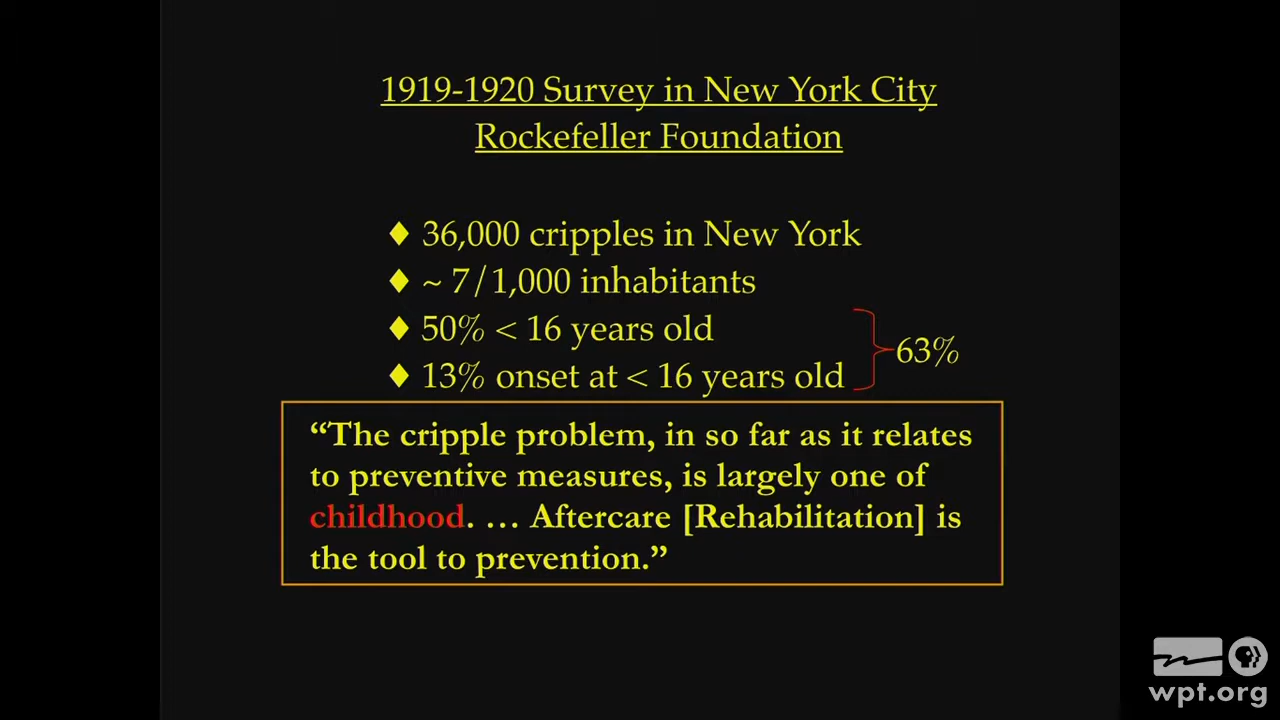 1919-1920 Survey in New York City
Rockefeller Foundation
♦ 36,000 cripples in New York
♦ ~ 7/1,000 inhabitants
♦ 50% < 16 years old
♦ 13% onset at < 16 years old
63%
“The cripple problem, in so far as it relates
to preventive measures, is largely one of
childhood. … Aftercare [Rehabilitation] is
the tool to prevention.”
wpt.org